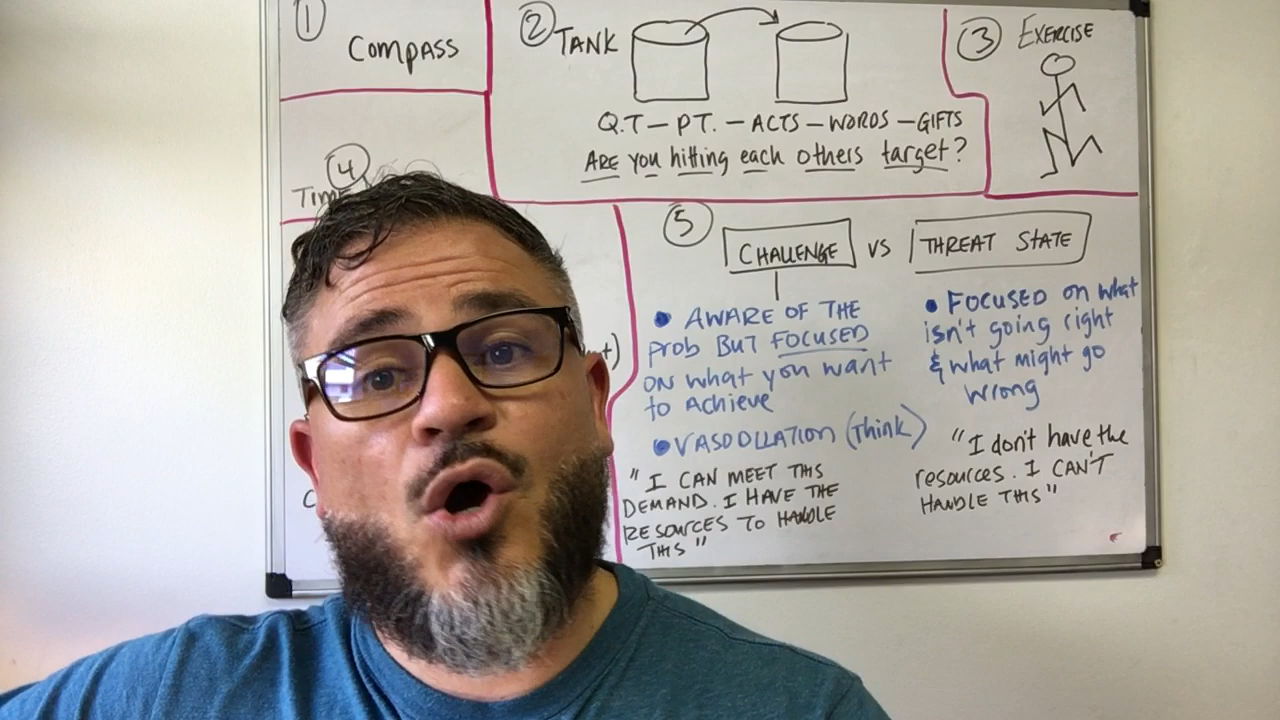 1
COMPASS
2 TANK
Q.T – P.T. – ACTS – WORDS – GIFTS
ARE you hitting each others target?
3 EXERCISE
4
5
CHALLENGE VS THREAT STATE
• AWARE OF THE
prob BUT FOCUSED
ON what you want
to AchievE
• VASODILATION (Think)
"I CAN MEET THIS
DEMAND. I HAVE THE
RESOURCES TO HANDLE
THIS"
• FOCUSED on what
isn't going right
& what might go
wrong
"I don't have the
resources. I CAN'T
HANDLE THIS"